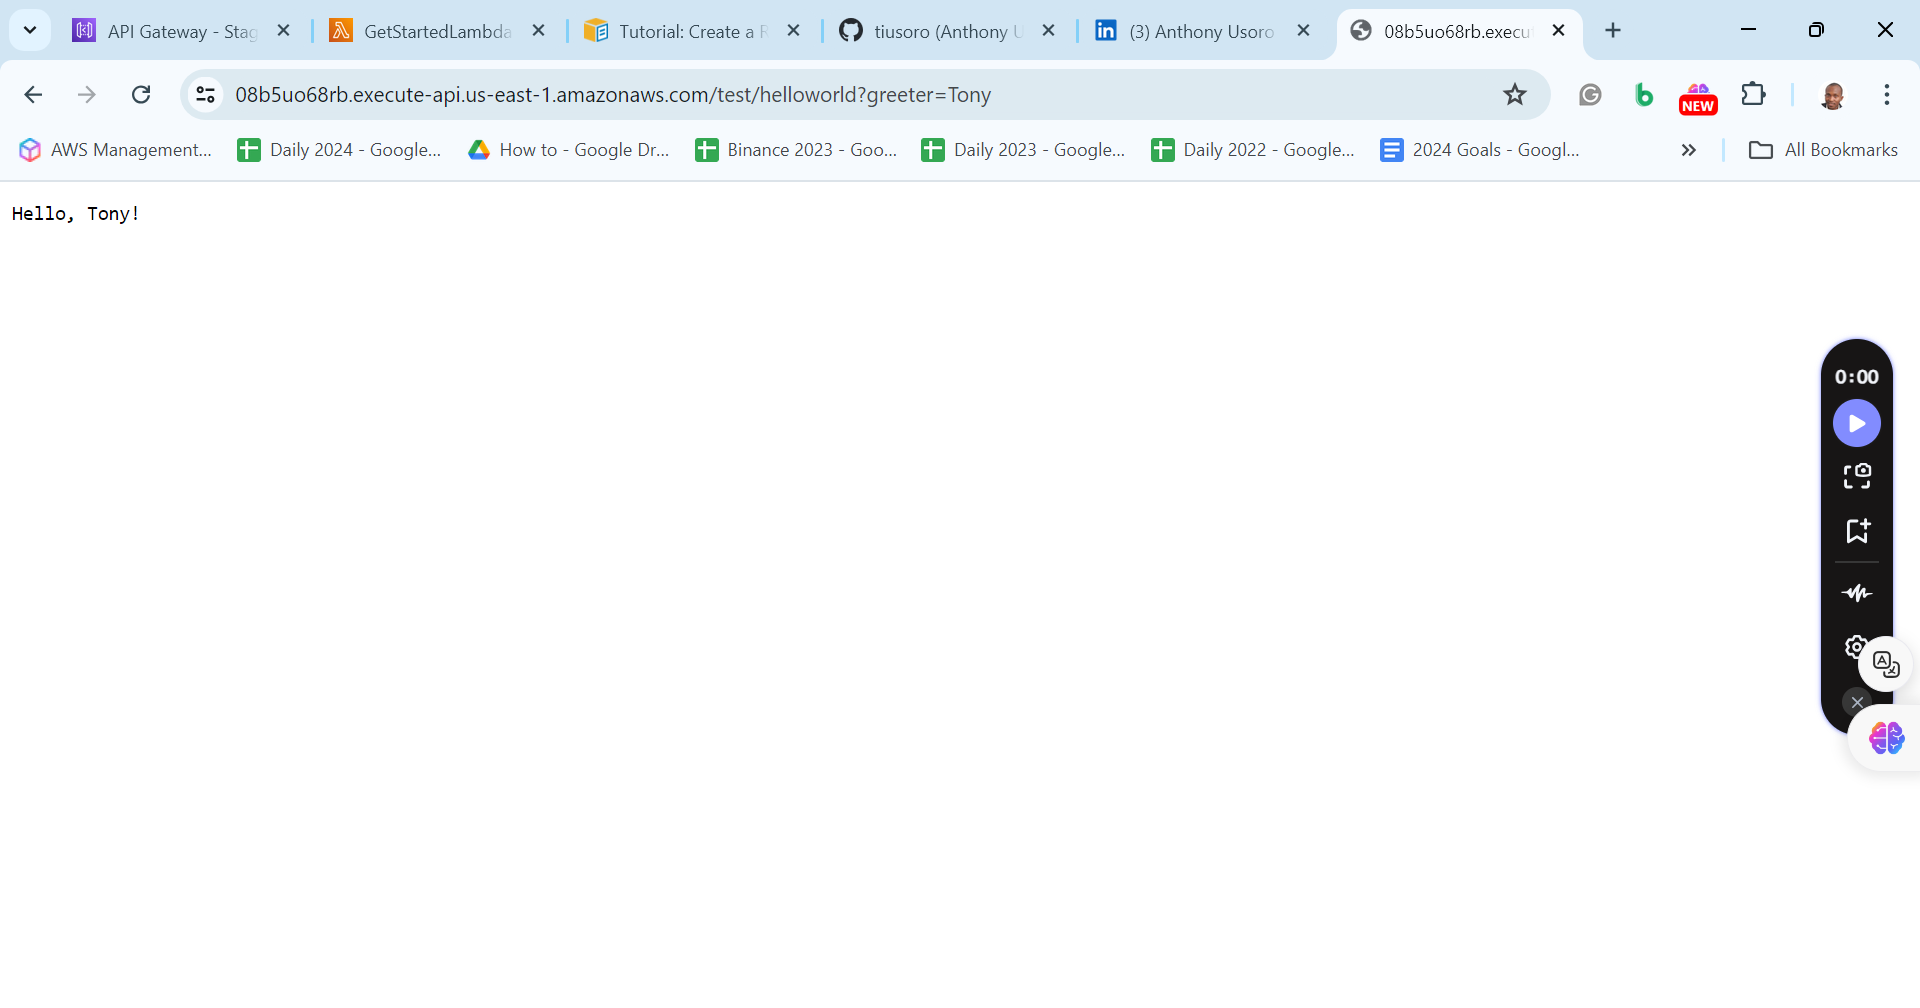 API Gateway - Stag
GetStartedLambda
Tutorial: Create a R
tiusoro (Anthony U
(3) Anthony Usoro
08b5uo68rb.execu
08b5uo68rb.execute-api.us-east-1.amazonaws.com/test/helloworld?greeter=Tony
NEW
AWS Management...
Daily 2024 - Google...
How to - Google Dr...
Binance 2023 - Goo...
Daily 2023 - Google...
Daily 2022 - Google...
2024 Goals - Googl...
All Bookmarks
Hello, Tony!
0:00